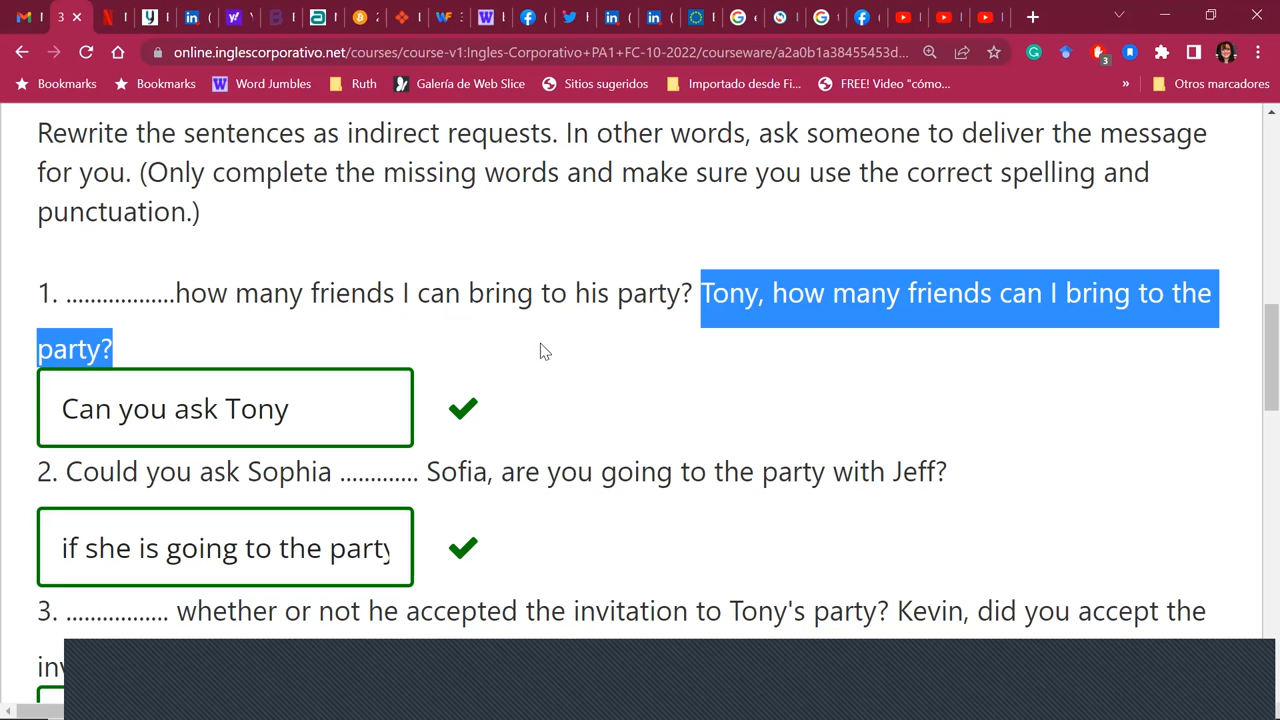 3
online.inglescorporativo.net/courses/course-v1:Ingles-Corporativo+PA1+FC-10-2022/courseware/a2a0b1a38455453d...
3
Bookmarks Bookmarks Word Jumbles Ruth Galería de Web Slice Sitios sugeridos Importado desde Fi... FREE! Video "cómo... » Otros marcadores
Rewrite the sentences as indirect requests. In other words, ask someone to deliver the message
for you. (Only complete the missing words and make sure you use the correct spelling and
punctuation.)
1. ..................how many friends I can bring to his party? Tony, how many friends can I bring to the
party?
Can you ask Tony
2. Could you ask Sophia ............. Sofia, are you going to the party with Jeff?
if she is going to the party
3. ................. whether or not he accepted the invitation to Tony's party? Kevin, did you accept the